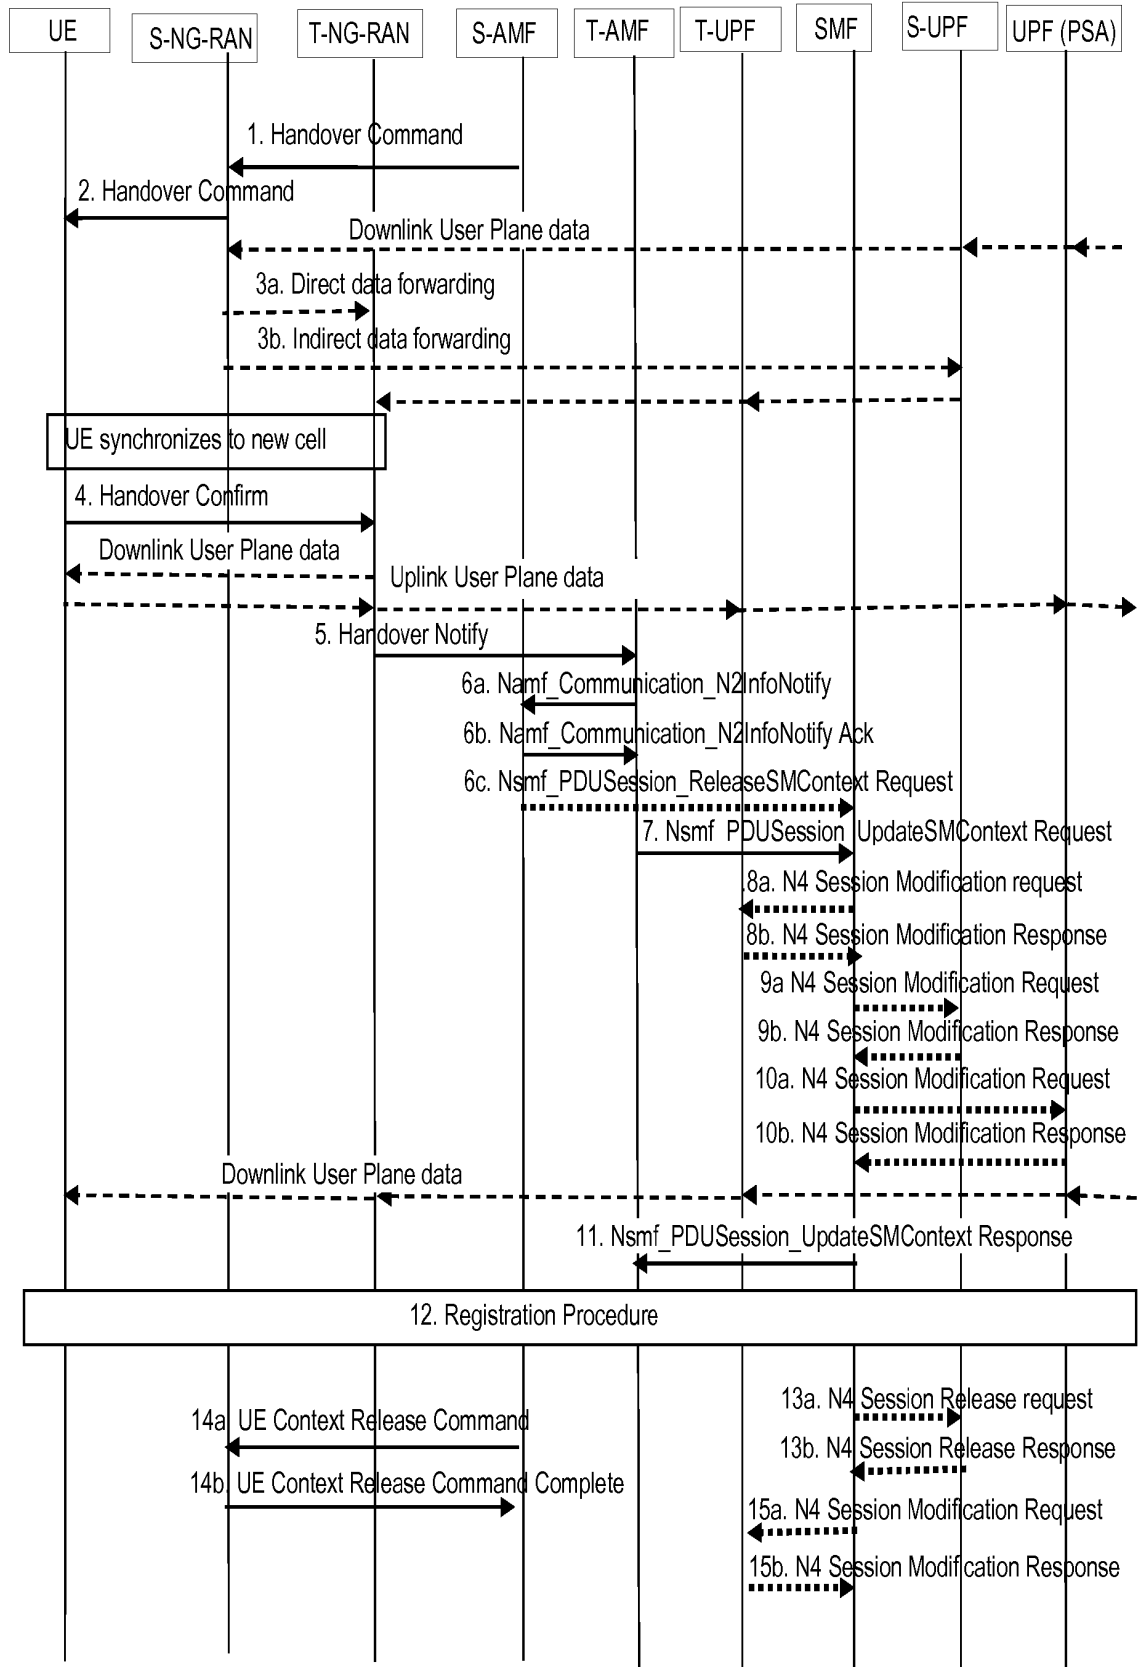 UE
S-NG-RAN
T-NG-RAN
S-AMF
T-AMF
T-UPF
SMF
S-UPF
UPF (PSA)
1. Handover Command
2. Handover Command
Downlink User Plane data
3a. Direct data forwarding
3b. Indirect data forwarding
UE synchronizes to new cell
4. Handover Confirm
Downlink User Plane data
Uplink User Plane data
5. Handover Notify
6a. Namf_Communication_N2InfoNotify
6b. Namf_Communication_N2InfoNotify Ack
6c. Nsmf_PDUSession_ReleaseSMContext Request
7. Nsmf_PDUSession_UpdateSMContext Request
8a. N4 Session Modification request
8b. N4 Session Modification Response
9a N4 Session Modification Request
9b. N4 Session Modification Response
10a. N4 Session Modification Request
10b. N4 Session Modification Response
Downlink User Plane data
11. Nsmf_PDUSession_UpdateSMContext Response
12. Registration Procedure
13a. N4 Session Release request
14a. UE Context Release Command
13b. N4 Session Release Response
14b. UE Context Release Command Complete
15a. N4 Session Modification Request
15b. N4 Session Modification Response